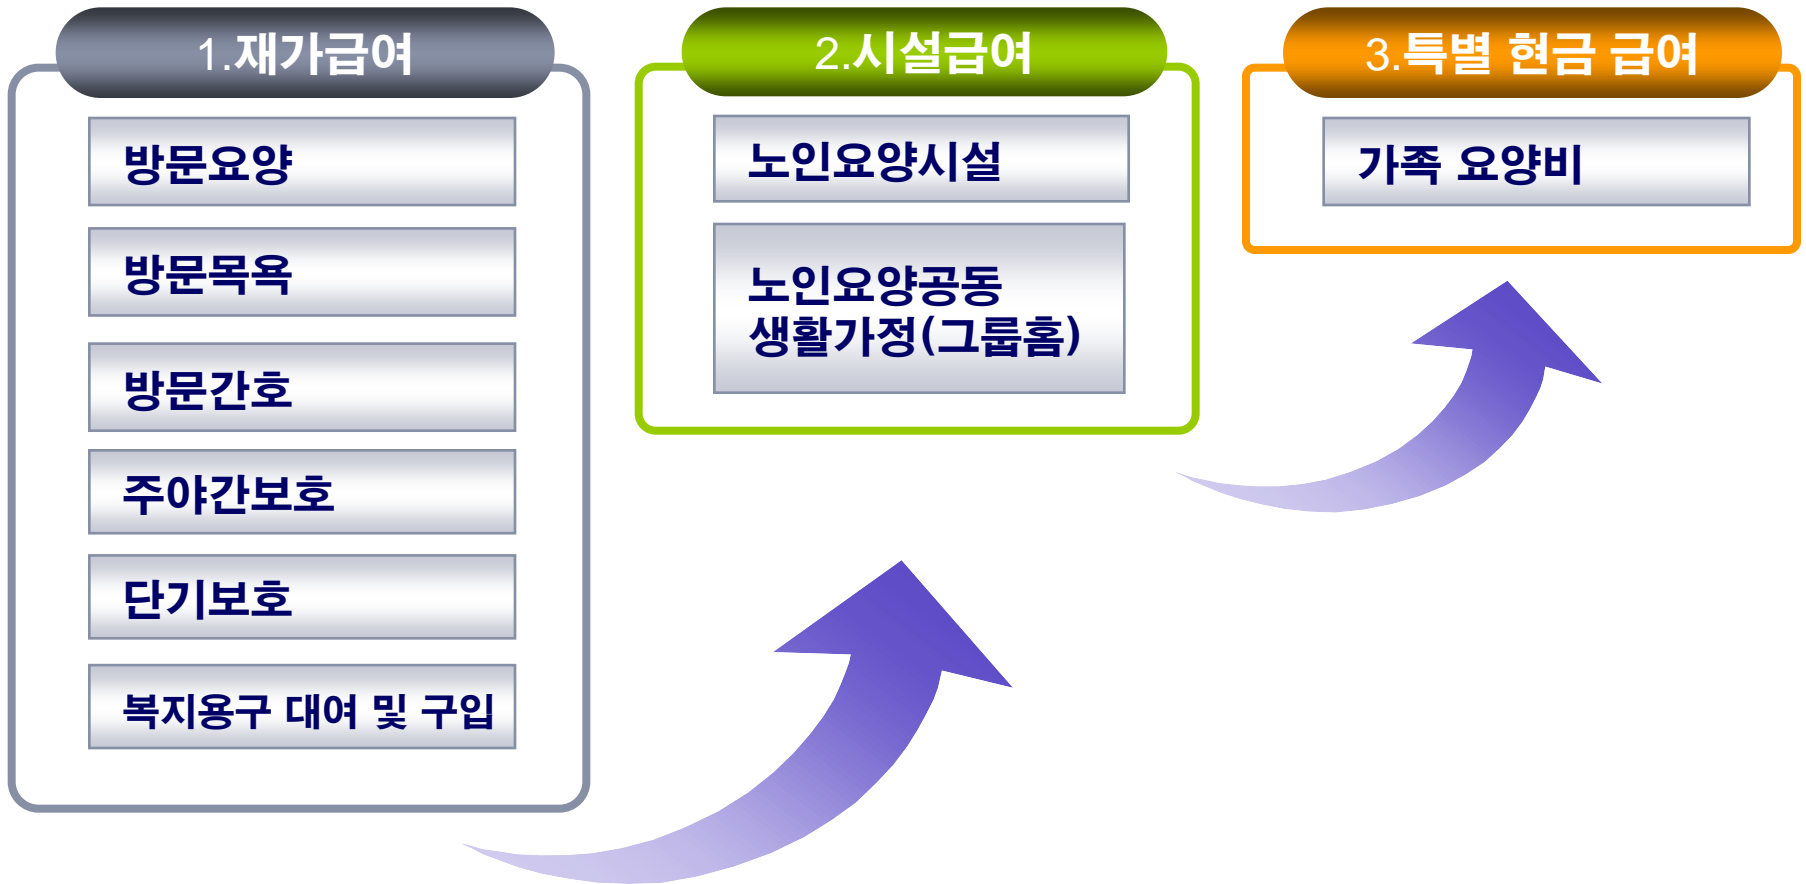 1.재가급여
방문요양
방문목욕
방문간호
주야간보호
단기보호
복지용구 대여 및 구입
2.시설급여
노인요양시설
노인요양공동
생활가정(그룹홈)
3.특별 현금 급여
가족 요양비